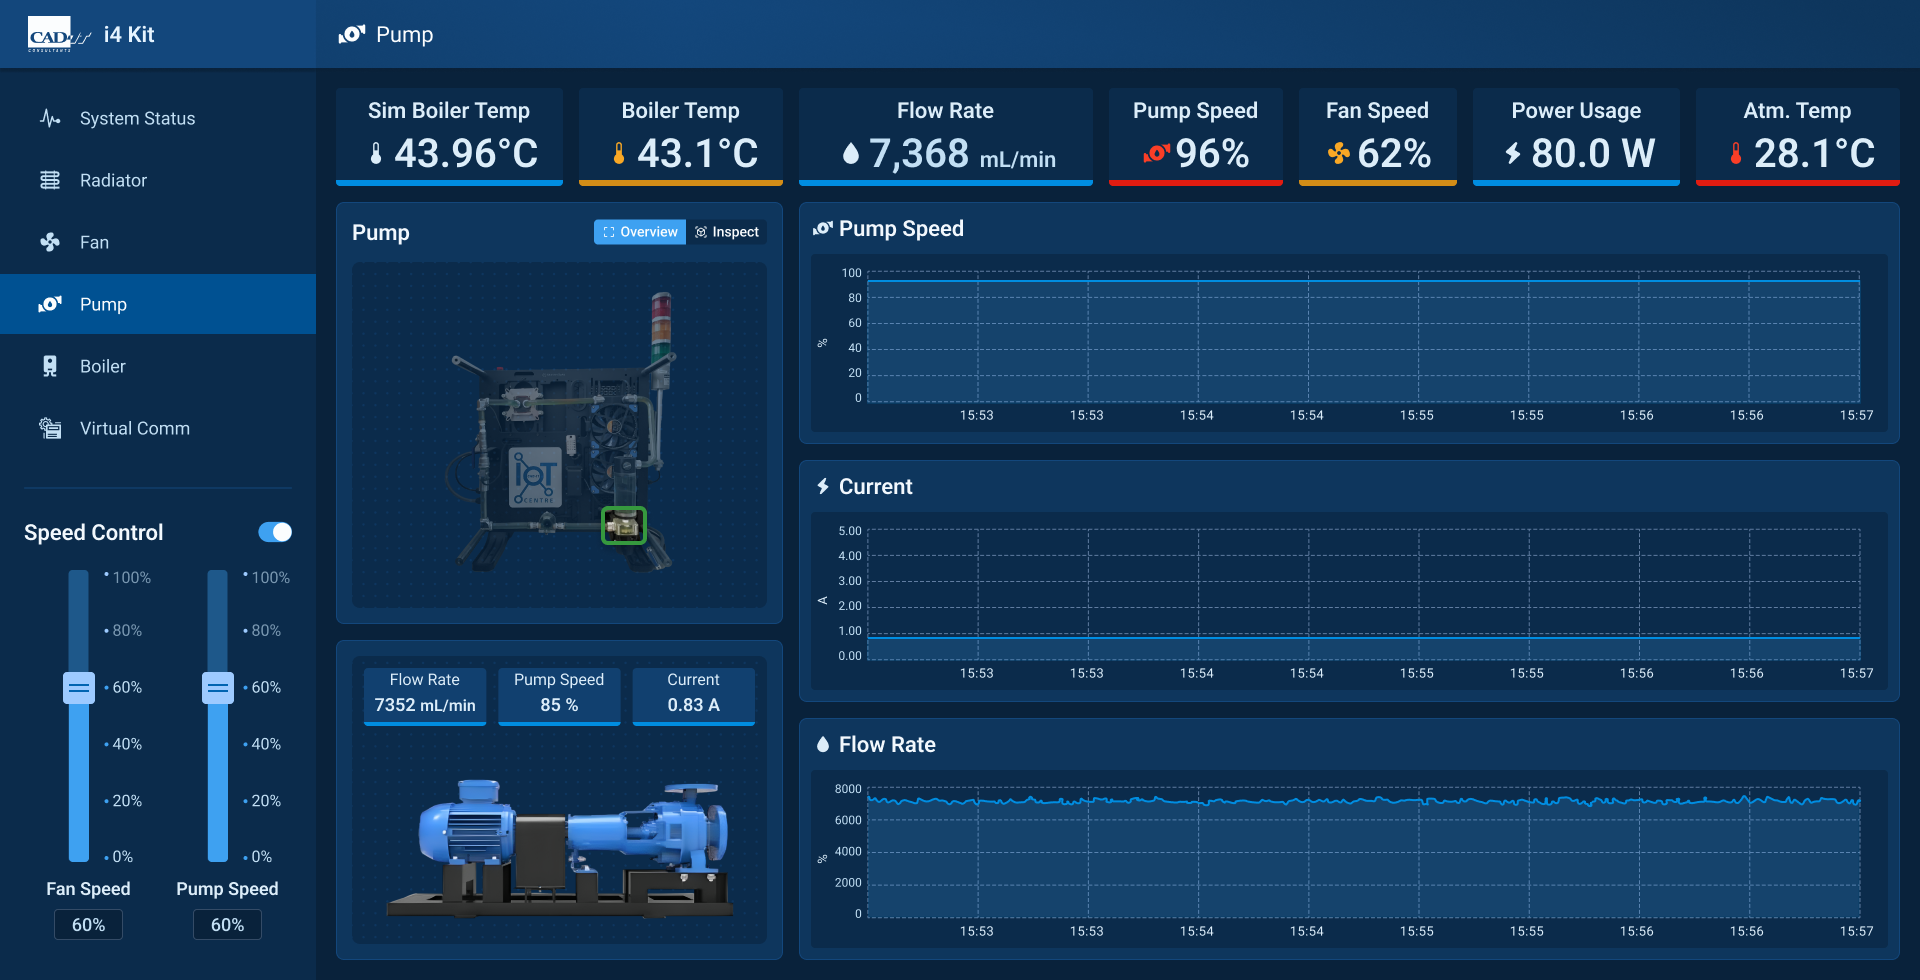 CAD
CONSULTANTS
i4 Kit
Pump
System Status
Radiator
Fan
Pump
Boiler
Virtual Comm
Speed Control
100%
80%
60%
40%
20%
0%
Fan Speed
60%
100%
80%
60%
40%
20%
0%
Pump Speed
60%
Sim Boiler Temp
43.96°C
Boiler Temp
43.1°C
Flow Rate
7,368 mL/min
Pump Speed
96%
Fan Speed
62%
Power Usage
80.0 W
Atm. Temp
28.1°C
Pump
Overview
Inspect
IoT
CENTRE
Flow Rate
7352 mL/min
Pump Speed
85 %
Current
0.83 A
Pump Speed
100
80
60
40
20
0
%
15:53 15:53 15:54 15:54 15:55 15:55 15:56 15:56 15:57
Current
5.00
4.00
3.00
2.00
1.00
0.00
A
15:53 15:53 15:54 15:54 15:55 15:55 15:56 15:56 15:57
Flow Rate
8000
6000
4000
2000
0
%
15:53 15:53 15:54 15:54 15:55 15:55 15:56 15:56 15:57